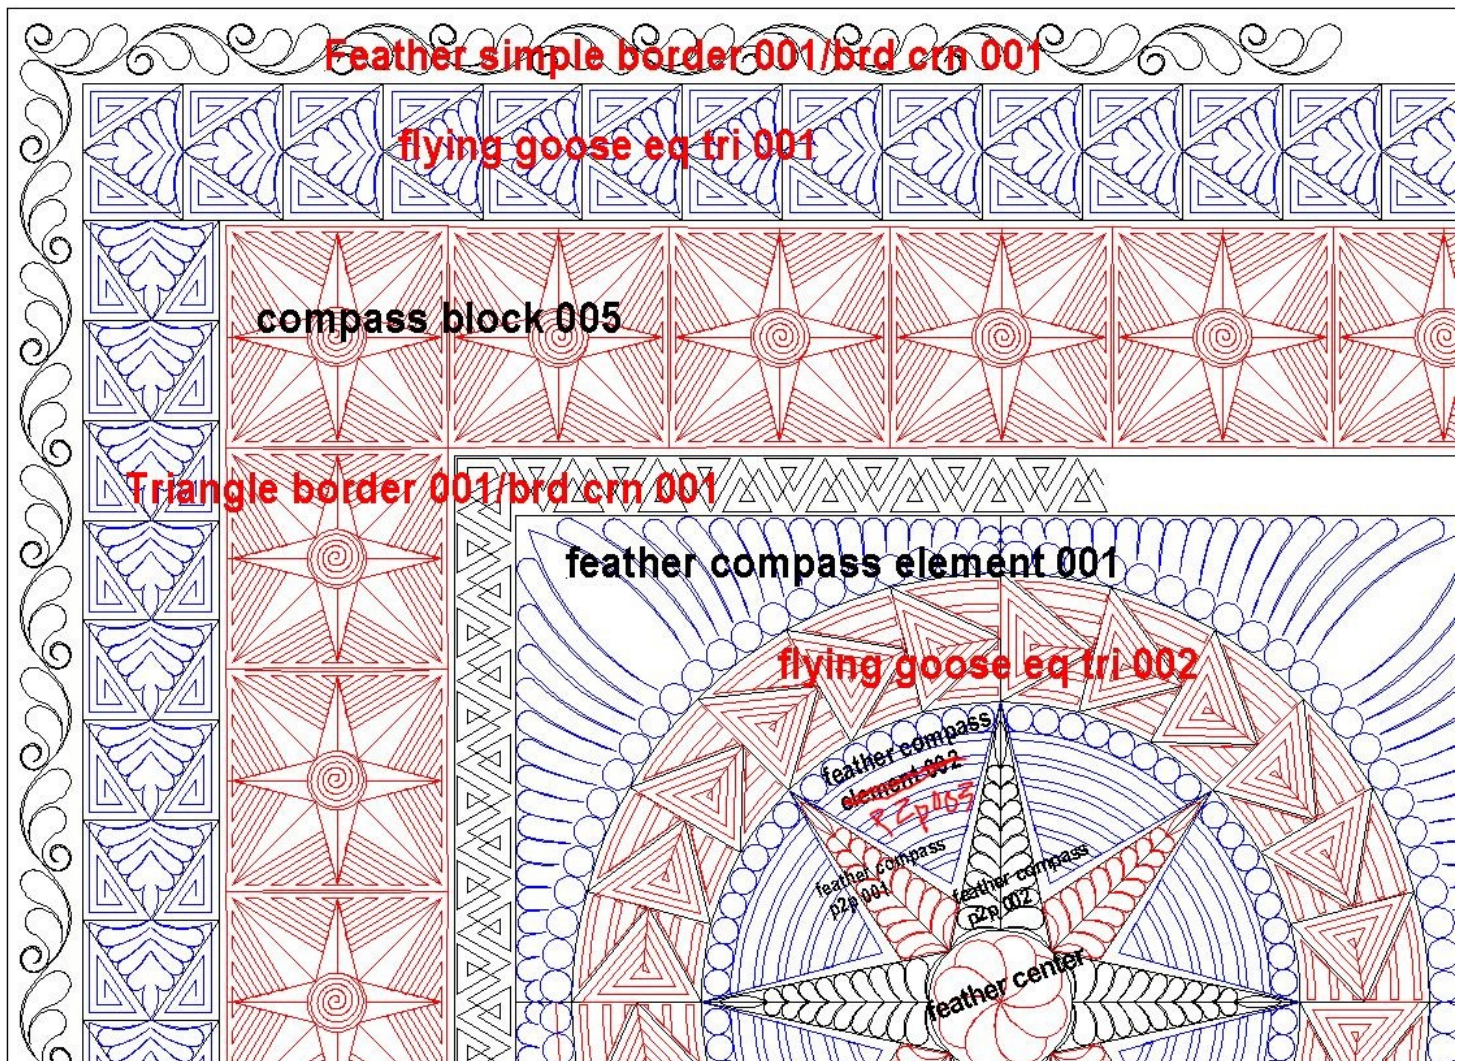 Feather simple border 001/brd crn 001
flying goose eq tri 001
compass block 005
Triangle border 001/brd crn 001
feather compass element 001
flying goose eq tri 002
feather compass
element 002
p2p003
feather compass
p2p 001
feather compass
p2p 002
feather center